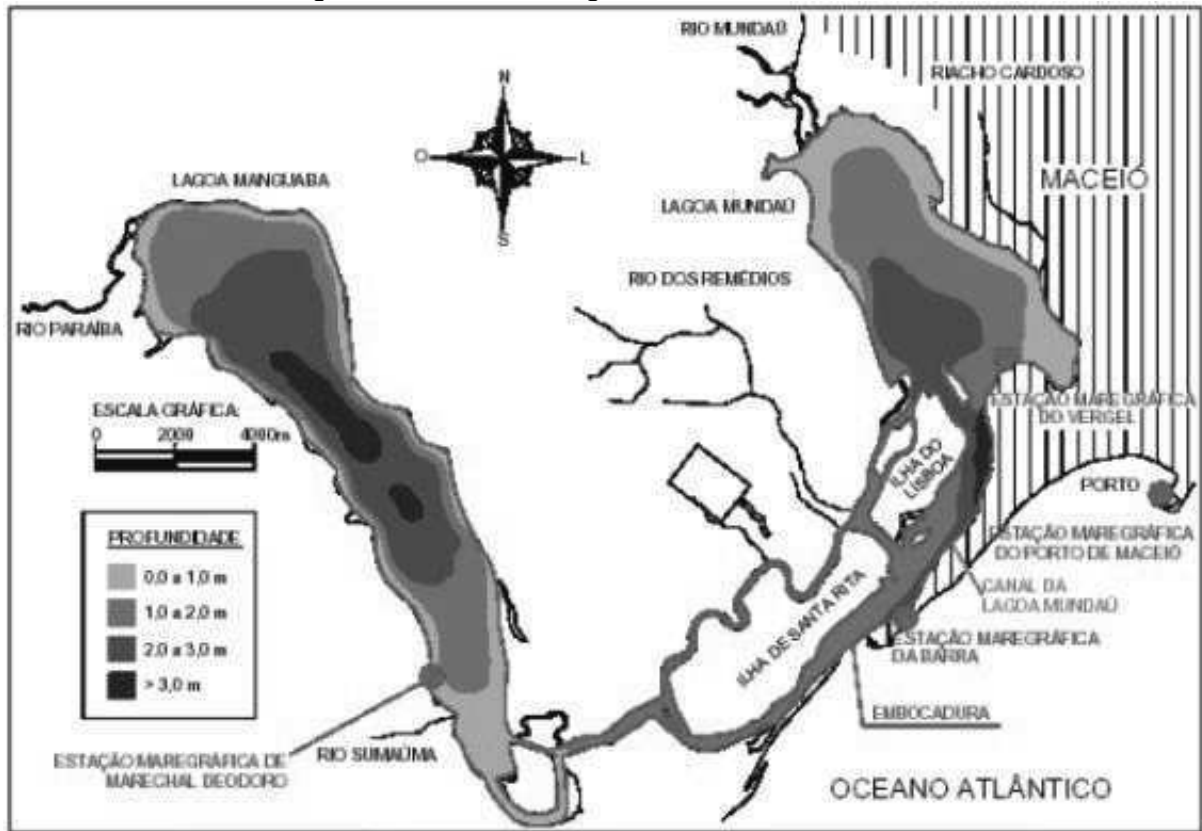 RIO MUNDAÚ
RIACHO CARDOSO
N
O
L
S
MACEIÓ
LAGOA MANGUABA
LAGOA MUNDAÚ
RIO DOS REMÉDIOS
RIO PARAÍBA
ESCALA GRÁFICA:
0 2000 4000m
ESTAÇÃO MAREGRÁFICA
DO VERGEL
ILHA DO
LISBOA
PORTO
PROFUNDIDADE
0,0 a 1,0 m
1,0 a 2,0 m
2,0 a 3,0 m
> 3,0 m
ESTAÇÃO MAREGRÁFICA
DO PORTO DE MACEIÓ
CANAL DA
LAGOA MUNDAÚ
ILHA DE SANTA RITA
ESTAÇÃO MAREGRÁFICA
DA BARRA
EMBOCADURA
RIO SUMAÚMA
ESTAÇÃO MAREGRÁFICA DE
MARECHAL DEODORO
OCEANO ATLÂNTICO